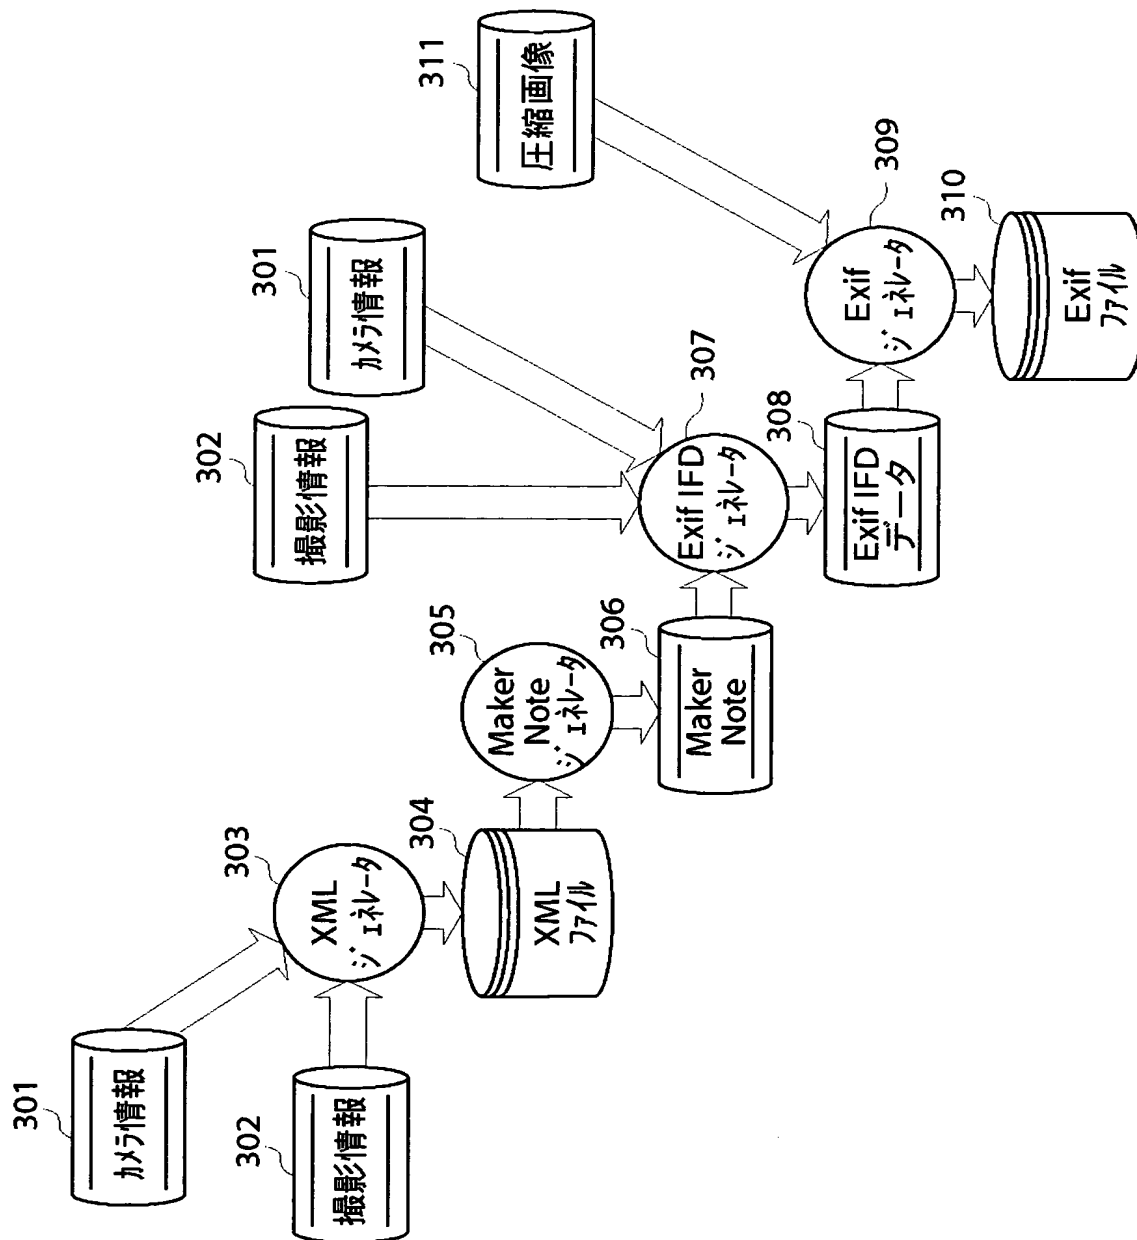 301
カメラ情報
302
撮影情報
303
XML
ジェネレータ
304
XML
ファイル
305
Maker
Note
ジェネレータ
306
Maker
Note
302
撮影情報
301
カメラ情報
307
Exif IFD
ジェネレータ
308
Exif IFD
データ
311
圧縮画像
309
Exif
ジェネレータ
310
Exif
ファイル